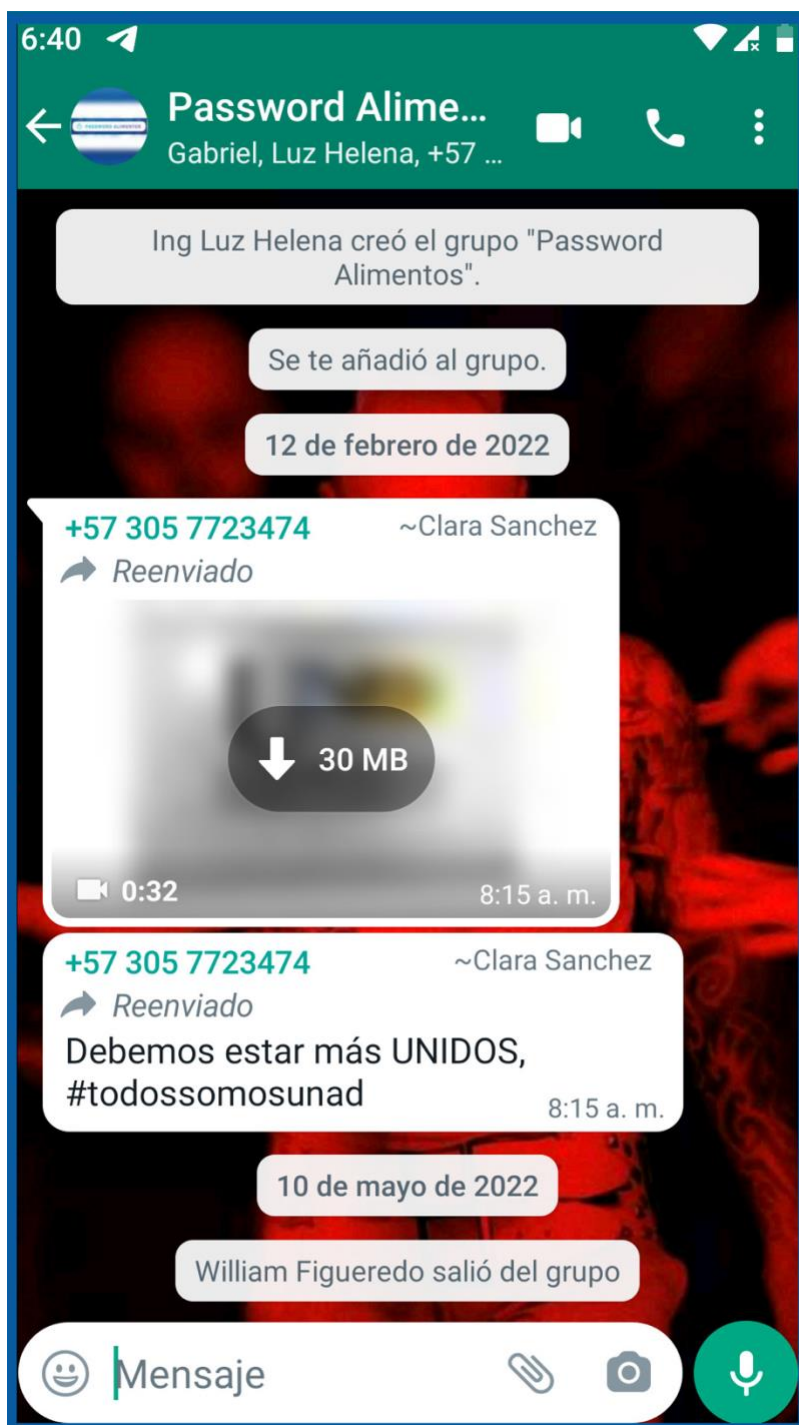 6:40
Password Alime...
Gabriel, Luz Helena, +57 ...
Ing Luz Helena creó el grupo "Password
Alimentos".
Se te añadió al grupo.
12 de febrero de 2022
+57 305 7723474 ~Clara Sanchez
Reenviado
30 MB
0:32 8:15 a. m.
+57 305 7723474 ~Clara Sanchez
Reenviado
Debemos estar más UNIDOS,
#todossomosunad 8:15 a. m.
10 de mayo de 2022
William Figueredo salió del grupo
Mensaje